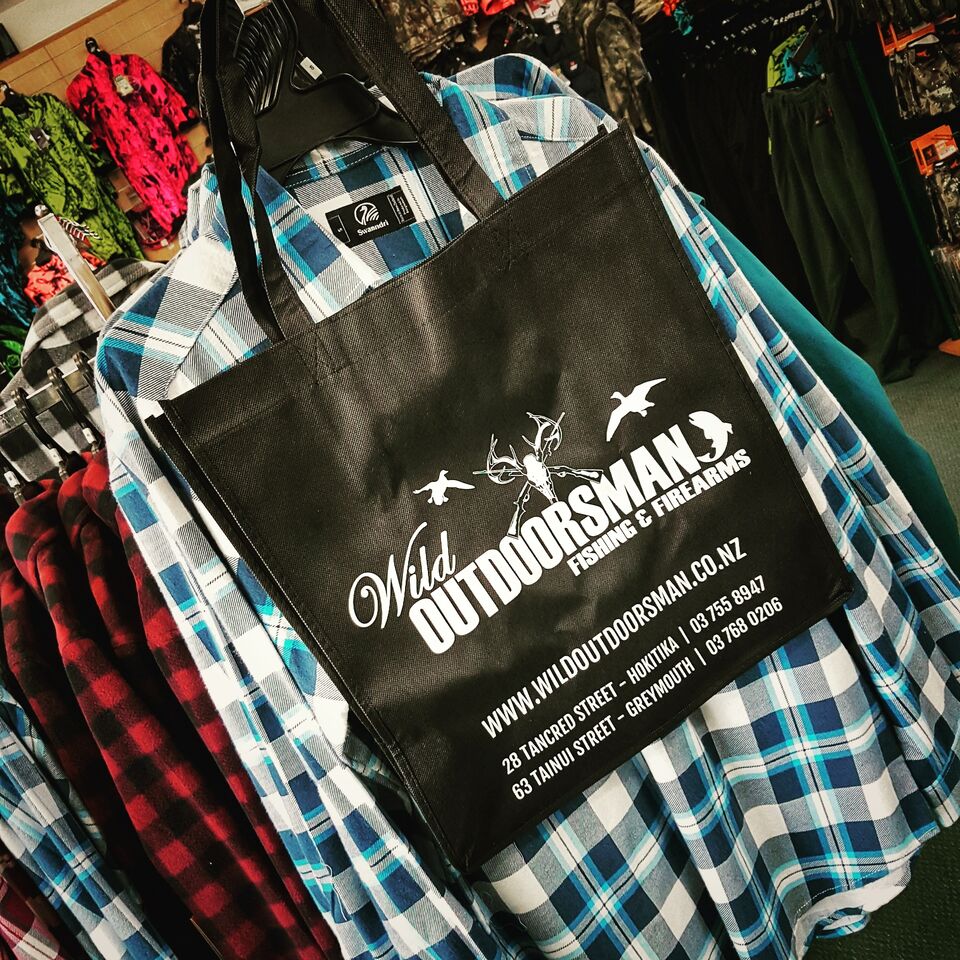 Swanndri
Wild
OUTDOORSMAN
FISHING & FIREARMS
WWW.WILDOUTDOORSMAN.CO.NZ
28 TANCRED STREET – HOKITIKA | 03 755 8947
63 TAINUI STREET – GREYMOUTH | 03 768 0206